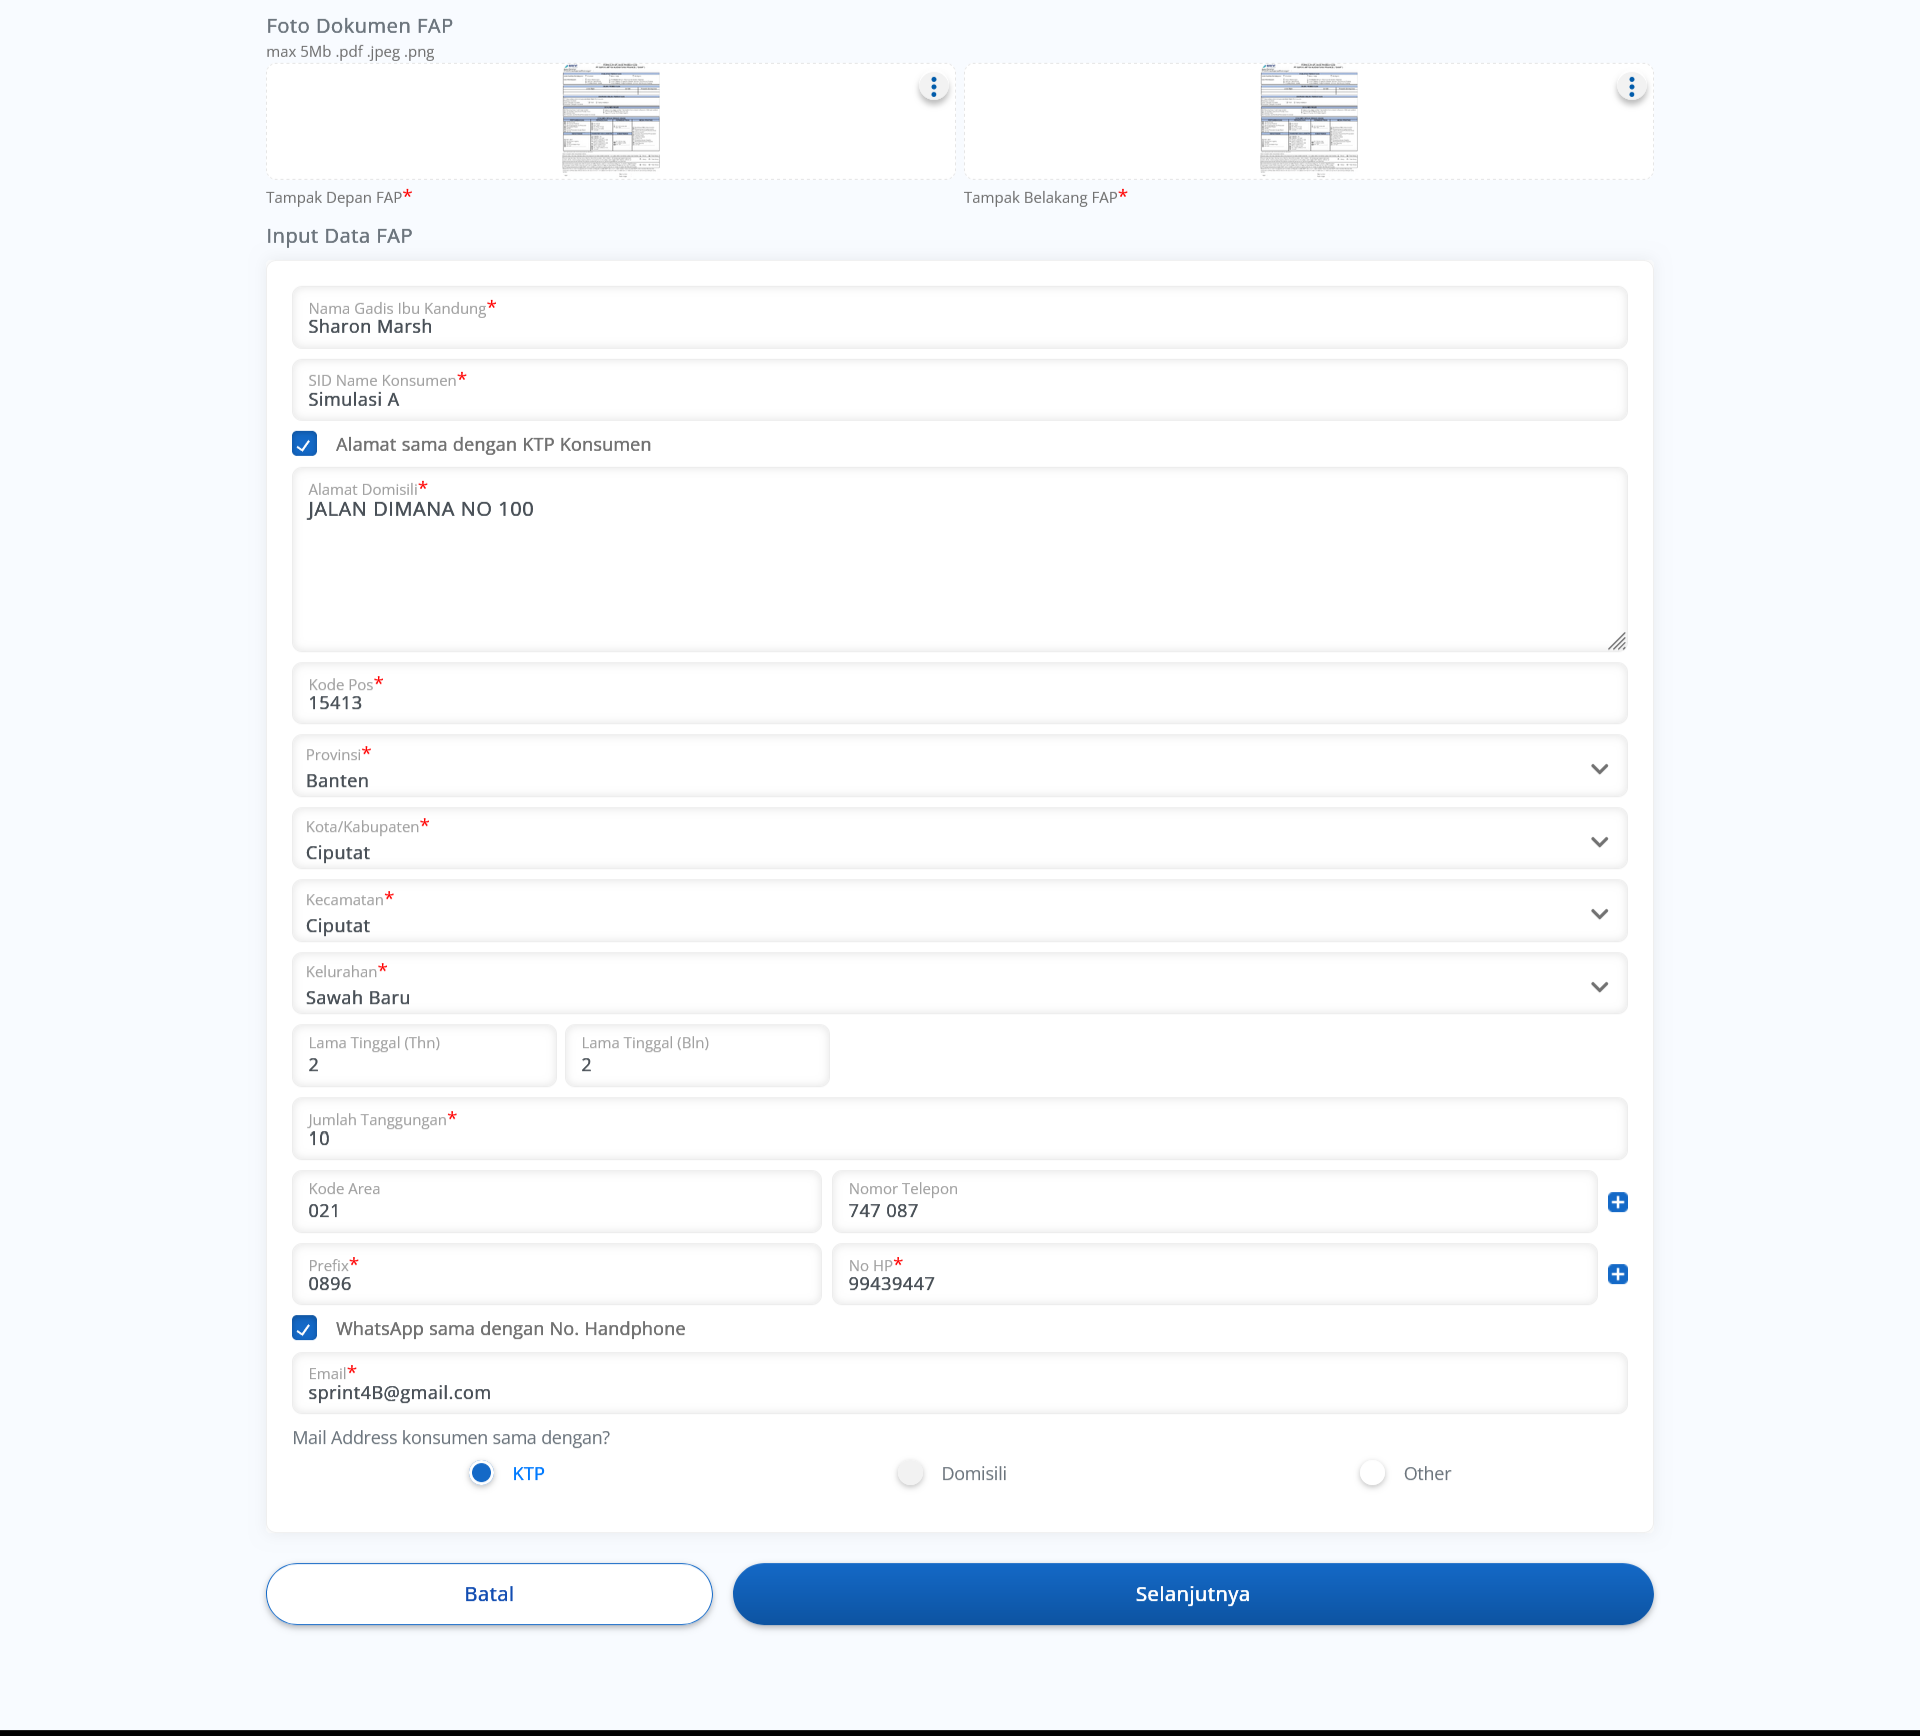 Foto Dokumen FAP
max 5Mb .pdf .jpeg .png
Tampak Depan FAP*
Tampak Belakang FAP*
Input Data FAP
Nama Gadis Ibu Kandung*
Sharon Marsh
SID Name Konsumen*
Simulasi A
Alamat sama dengan KTP Konsumen
Alamat Domisili*
JALAN DIMANA NO 100
Kode Pos*
15413
Provinsi*
Banten
Kota/Kabupaten*
Ciputat
Kecamatan*
Ciputat
Kelurahan*
Sawah Baru
Lama Tinggal (Thn)
2
Lama Tinggal (Bln)
2
Jumlah Tanggungan*
10
Kode Area
021
Nomor Telepon
747 087
Prefix*
0896
No HP*
99439447
WhatsApp sama dengan No. Handphone
Email*
sprint4B@gmail.com
Mail Address konsumen sama dengan?
KTP
Domisili
Other
Batal
Selanjutnya